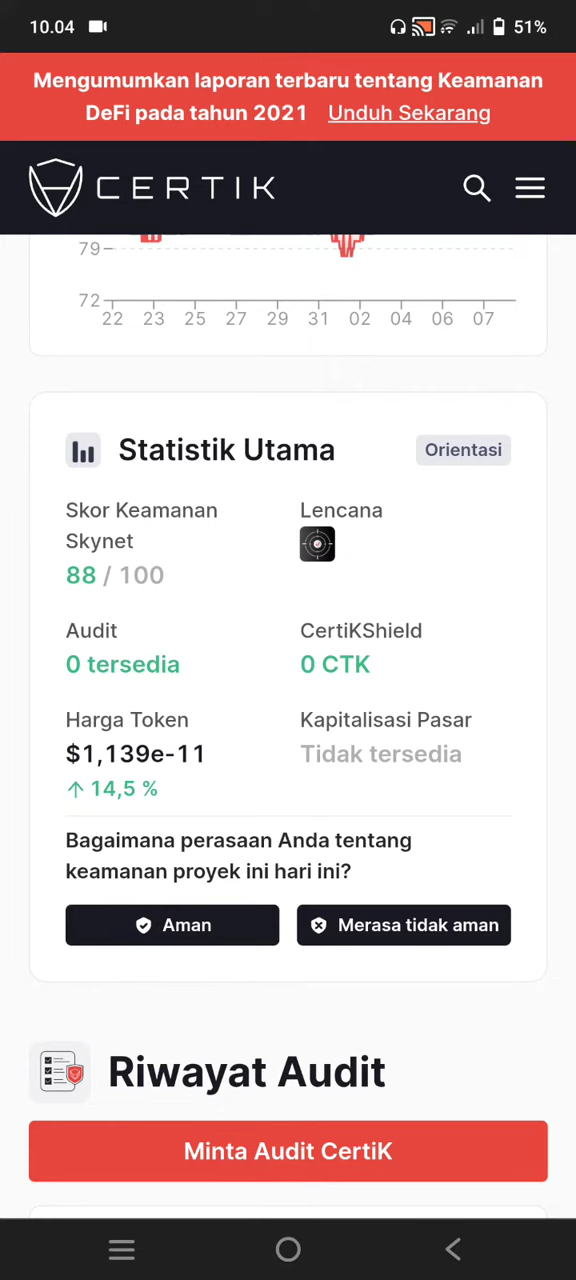 10.04
51%
Mengumumkan laporan terbaru tentang Keamanan
DeFi pada tahun 2021 Unduh Sekarang
CERTIK
79
72
22 23 25 27 29 31 02 04 06 07
Statistik Utama
Orientasi
Skor Keamanan
Skynet
88 / 100
Lencana
Audit
0 tersedia
CertiKShield
0 CTK
Harga Token
$1,139e-11
↑ 14,5 %
Kapitalisasi Pasar
Tidak tersedia
Bagaimana perasaan Anda tentang
keamanan proyek ini hari ini?
Aman
Merasa tidak aman
Riwayat Audit
Minta Audit CertiK